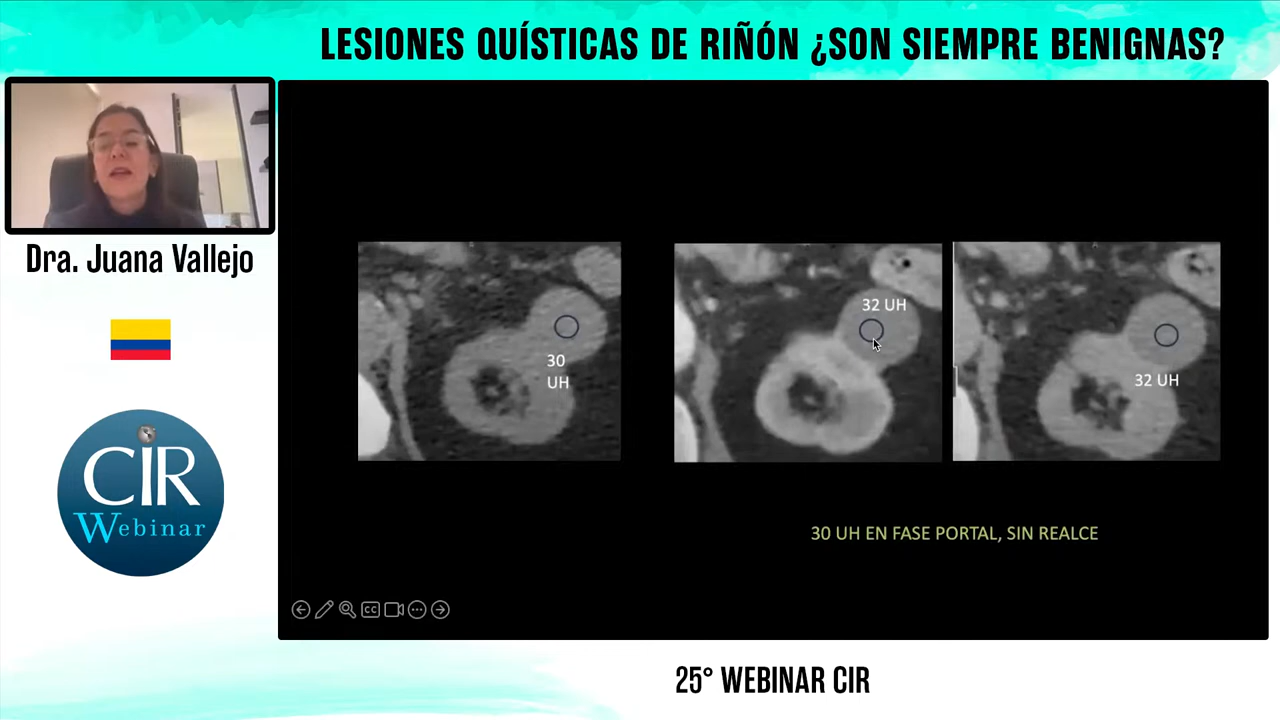 LESIONES QUÍSTICAS DE RIÑÓN ¿SON SIEMPRE BENIGNAS?
Dra. Juana Vallejo
CIR
Webinar
30
UH
32 UH
32 UH
30 UH EN FASE PORTAL, SIN REALCE
CC
25° WEBINAR CIR